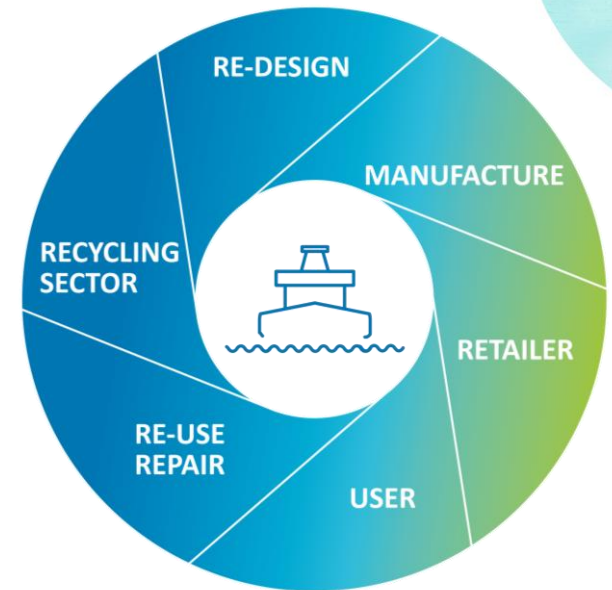 RE-DESIGN
MANUFACTURE
RETAILER
USER
RE-USE
REPAIR
RECYCLING
SECTOR